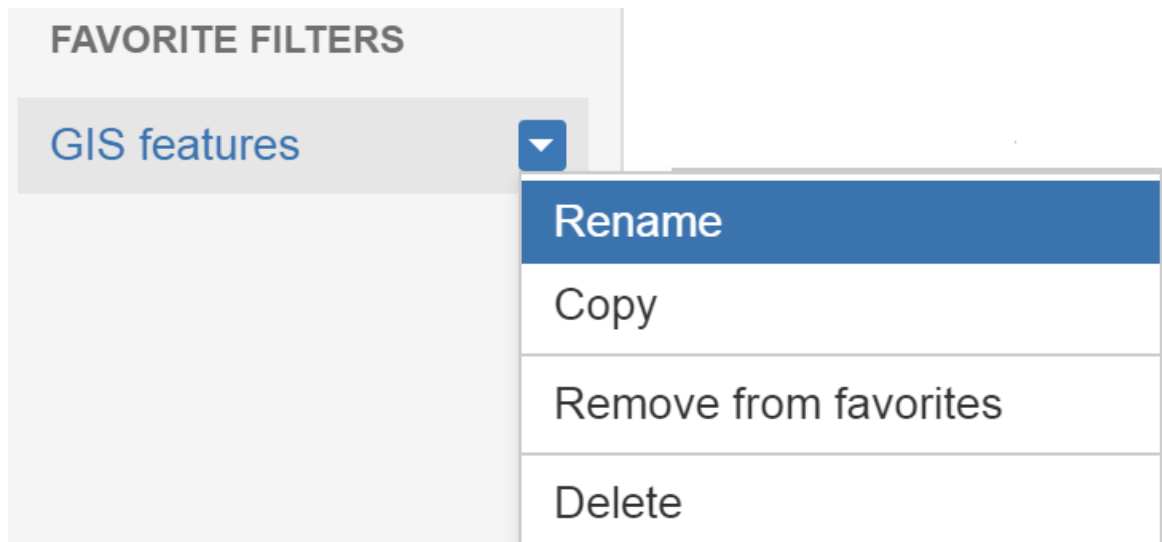 FAVORITE FILTERS
GIS features
Rename
Copy
Remove from favorites
Delete